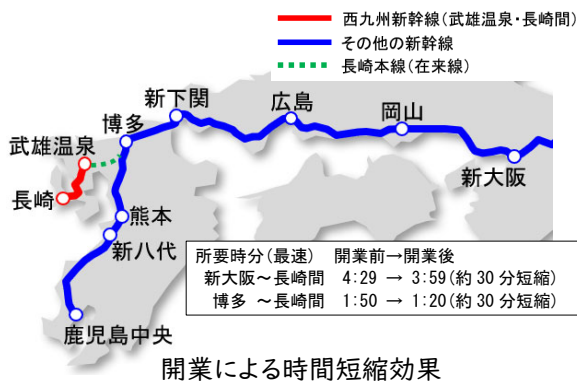 西九州新幹線(武雄温泉・長崎間)
その他の新幹線
長崎本線(在来線)
新下関
広島
岡山
博多
武雄温泉
新大阪
長崎
熊本
新八代
鹿児島中央
所要時分(最速) 開業前→開業後
新大阪~長崎間 4:29 → 3:59(約30分短縮)
博多 ~長崎間 1:50 → 1:20(約30分短縮)
開業による時間短縮効果